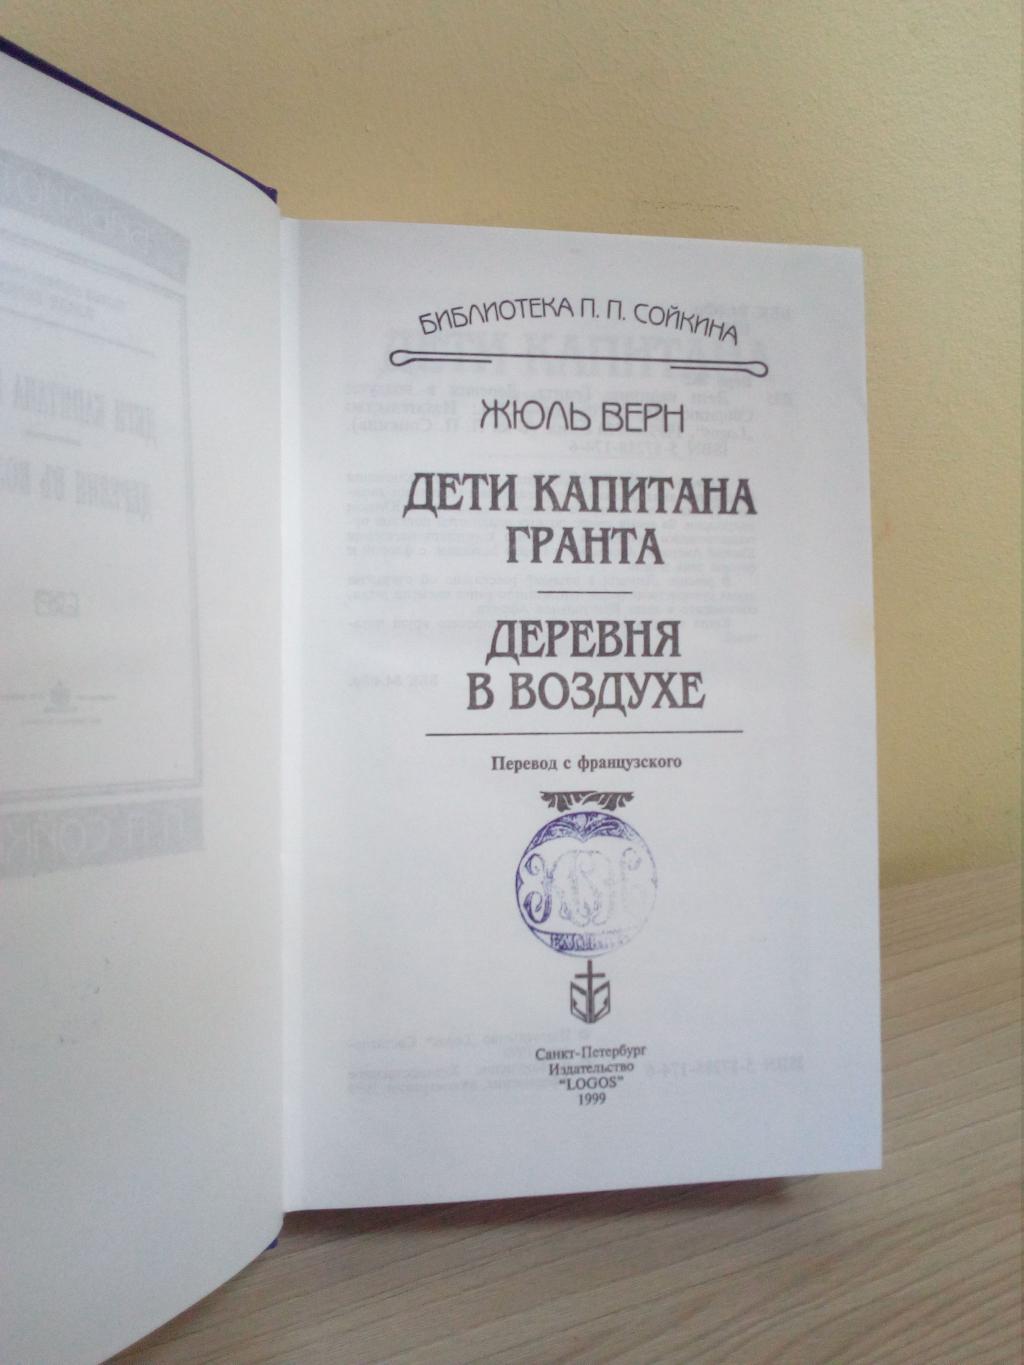 БИБЛИОТЕКА П. П. СОЙКИНА
ЖЮЛЬ ВЕРН
ДЕТИ КАПИТАНА
ГРАНТА
ДЕРЕВНЯ
В ВОЗДУХЕ
Перевод с французского
Санкт-Петербург
Издательство
"LOGOS"
1999